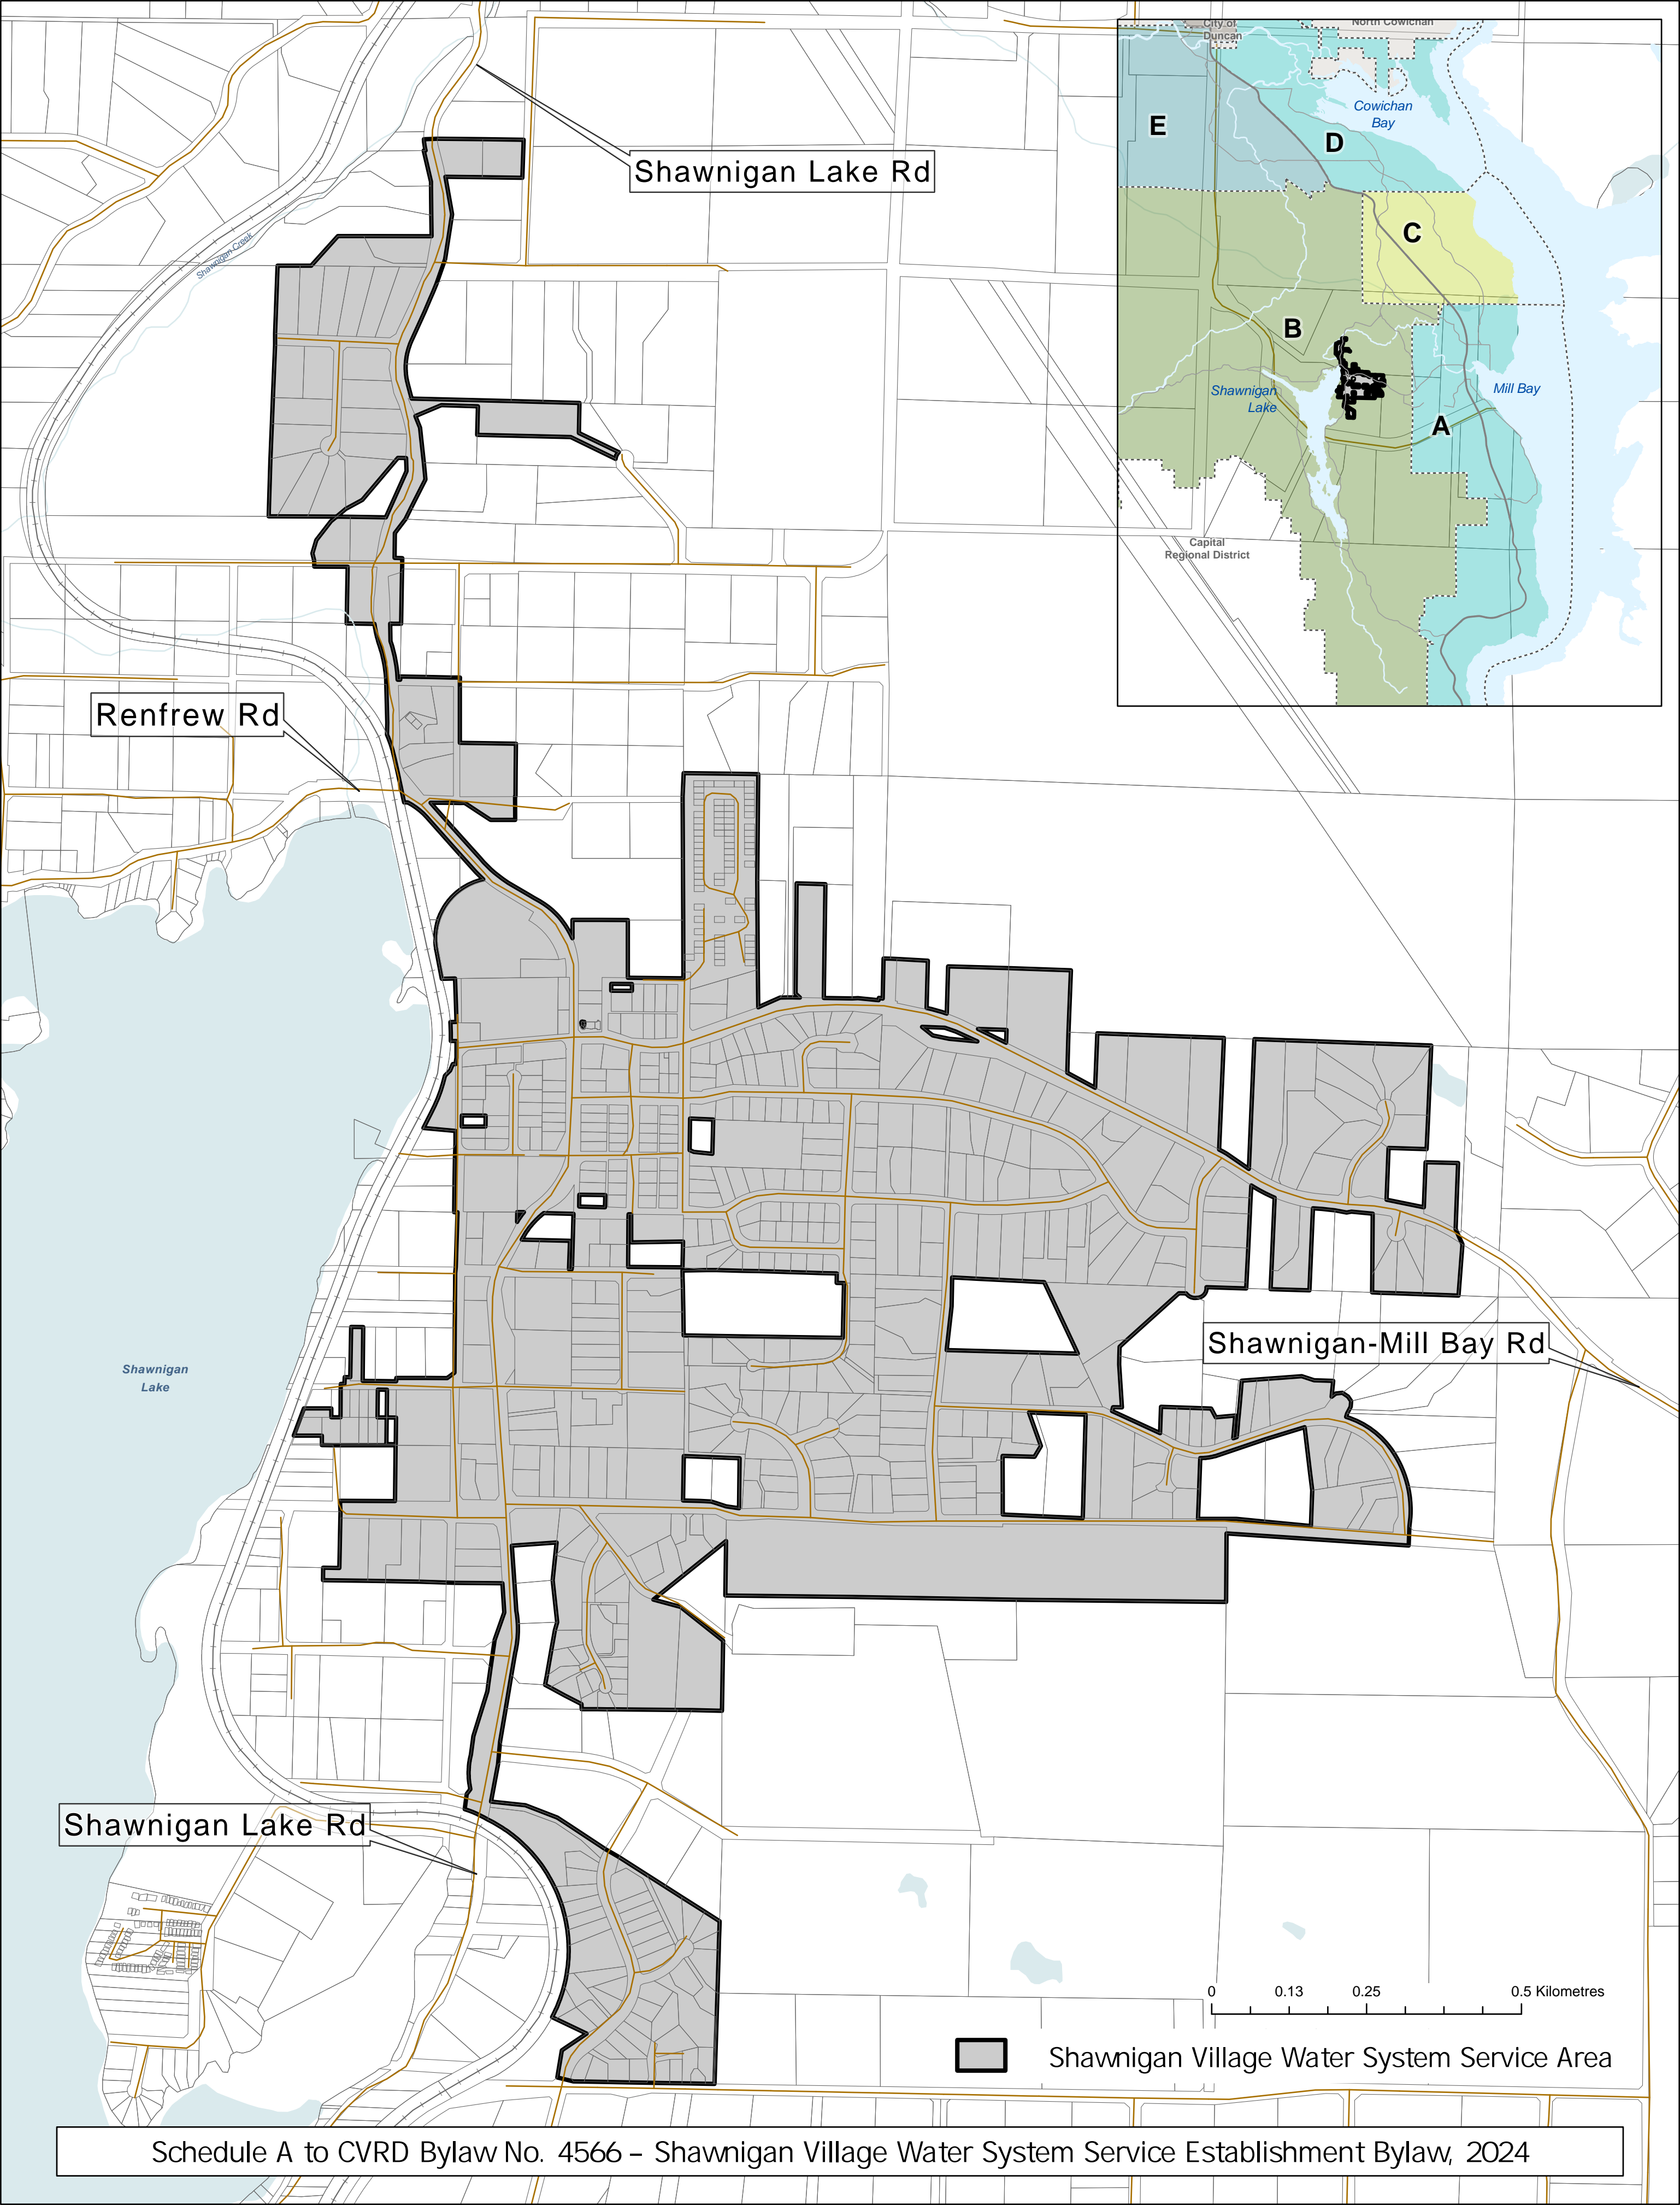 City of
Duncan
North Cowichan
Cowichan
Bay
E
D
C
B
A
Shawnigan
Lake
Mill Bay
Capital
Regional District
Shawnigan Lake Rd
Shawnigan Creek
Renfrew Rd
Shawnigan-Mill Bay Rd
Shawnigan
Lake
Shawnigan Lake Rd
0 0.13 0.25 0.5 Kilometres
Shawnigan Village Water System Service Area
Schedule A to CVRD Bylaw No. 4566 – Shawnigan Village Water System Service Establishment Bylaw, 2024